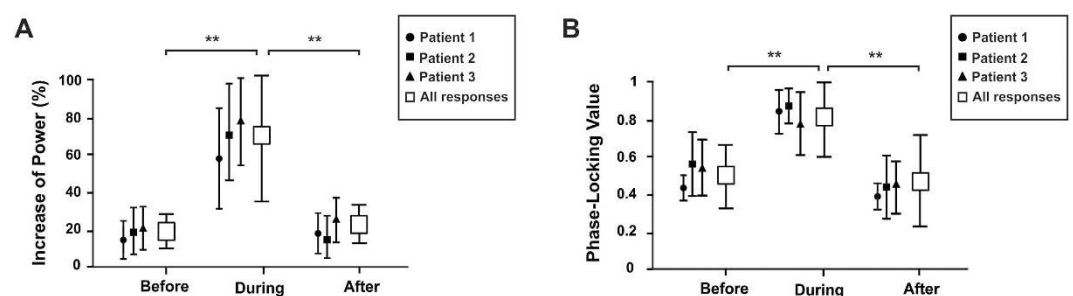 A
**
**
Patient 1
Patient 2
Patient 3
All responses
Increase of Power (%)
100
80
60
40
20
0
Before
During
After
B
**
**
Patient 1
Patient 2
Patient 3
All responses
Phase-Locking Value
1
0.8
0.6
0.4
0.2
0
Before
During
After